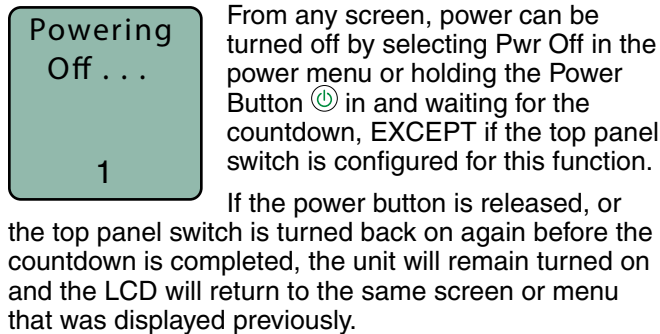 Powering
Off . . .
1
From any screen, power can be
turned off by selecting Pwr Off in the
power menu or holding the Power
Button in and waiting for the
countdown, EXCEPT if the top panel
switch is configured for this function.
If the power button is released, or
the top panel switch is turned back on again before the
countdown is completed, the unit will remain turned on
and the LCD will return to the same screen or menu
that was displayed previously.